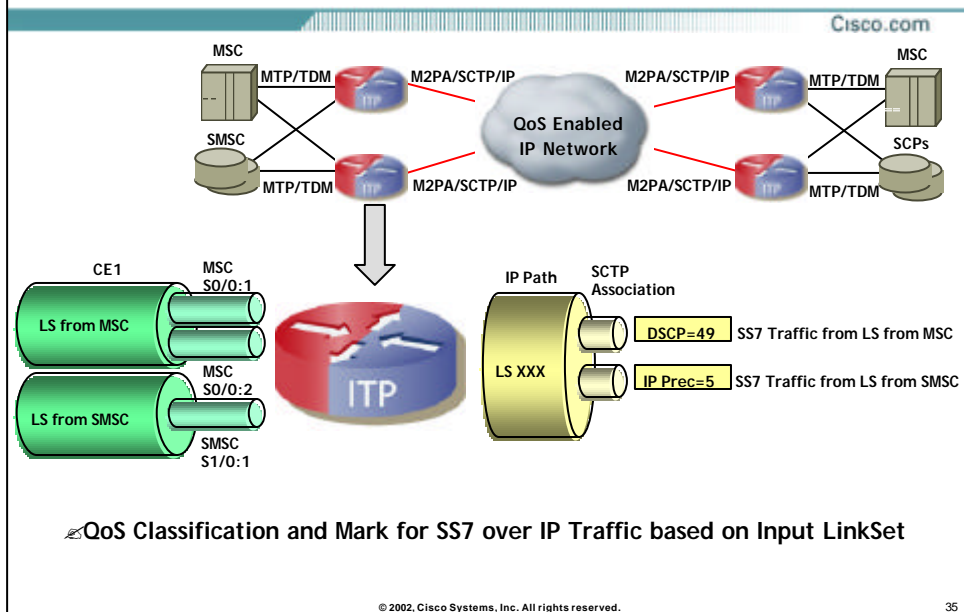 Cisco.com
MSC
MTP/TDM
M2PA/SCTP/IP
M2PA/SCTP/IP
MTP/TDM
MSC
ITP
ITP
QoS Enabled
IP Network
SMSC
SCPs
MTP/TDM
ITP
M2PA/SCTP/IP
M2PA/SCTP/IP
ITP
MTP/TDM
CE1
MSC
S0/0:1
LS from MSC
MSC
S0/0:2
LS from SMSC
SMSC
S1/0:1
ITP
IP Path
SCTP
Association
LS XXX
DSCP=49
SS7 Traffic from LS from MSC
IP Prec=5
SS7 Traffic from LS from SMSC
QoS Classification and Mark for SS7 over IP Traffic based on Input LinkSet
© 2002, Cisco Systems, Inc. All rights reserved.
35